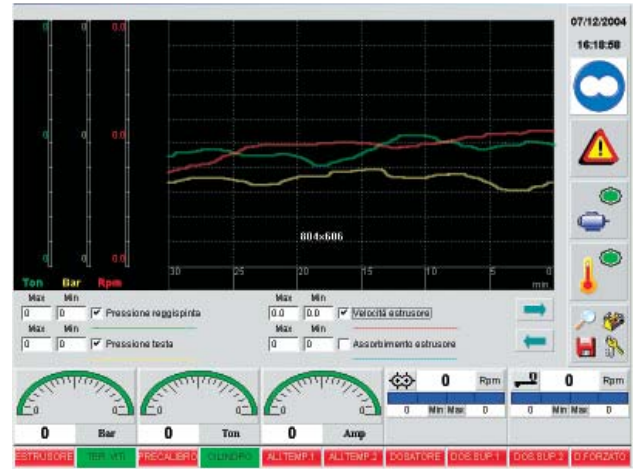 07/12/2004
16:18:58
0 0 0.0
0 0 0.0
0 0 0.0
804x606
30 25 20 15 10 5 0
min
Ton Bar Rpm
Max Min Max Min
0 0 Pressione reggispinta 0.0 0.0 Velocità estrusore
Max Min Max Min
0 0 Pressione testa 0 0 Assorbimento estrusore
0 Rpm 0 Rpm
0 Min Max 0 0 Min Max 0
0 Bar 0 Ton 0 Amp
ESTRUSORE TER. VITI PRECALIBRO CILINDRO ALI.TEMP.1 ALI.TEMP.2 DOSATORE DOS.SUP.1 DOS.SUP.2 D.FORZATO